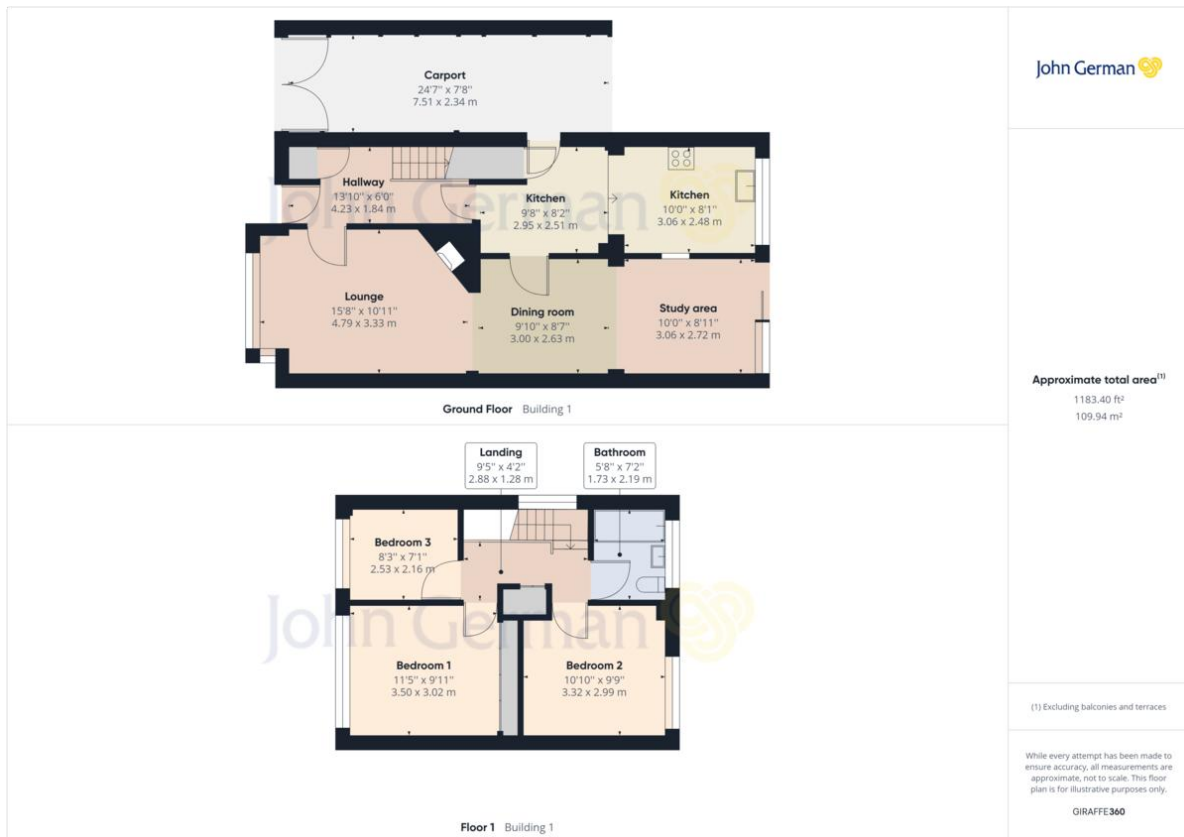 Carport
24'7" x 7'8"
7.51 x 2.34 m
John German
Hallway
13'10" x 6'0"
4.23 x 1.84 m
Kitchen
9'8" x 8'2"
2.95 x 2.51 m
Kitchen
10'0" x 8'1"
3.06 x 2.48 m
Lounge
15'8" x 10'11"
4.79 x 3.33 m
Dining room
9'10" x 8'7"
3.00 x 2.63 m
Study area
10'0" x 8'11"
3.06 x 2.72 m
Ground Floor Building 1
Landing
9'5" x 4'2"
2.88 x 1.28 m
Bathroom
5'8" x 7'2"
1.73 x 2.19 m
Bedroom 3
8'3" x 7'1"
2.53 x 2.16 m
John German
Bedroom 1
11'5" x 9'11"
3.50 x 3.02 m
Bedroom 2
10'10" x 9'9"
3.32 x 2.99 m
Floor 1 Building 1
John German
Approximate total area(1)
1183.40 ft²
109.94 m²
(1) Excluding balconies and terraces
While every attempt has been made to
ensure accuracy, all measurements are
approximate, not to scale. This floor
plan is for illustrative purposes only.
GIRAFFE360